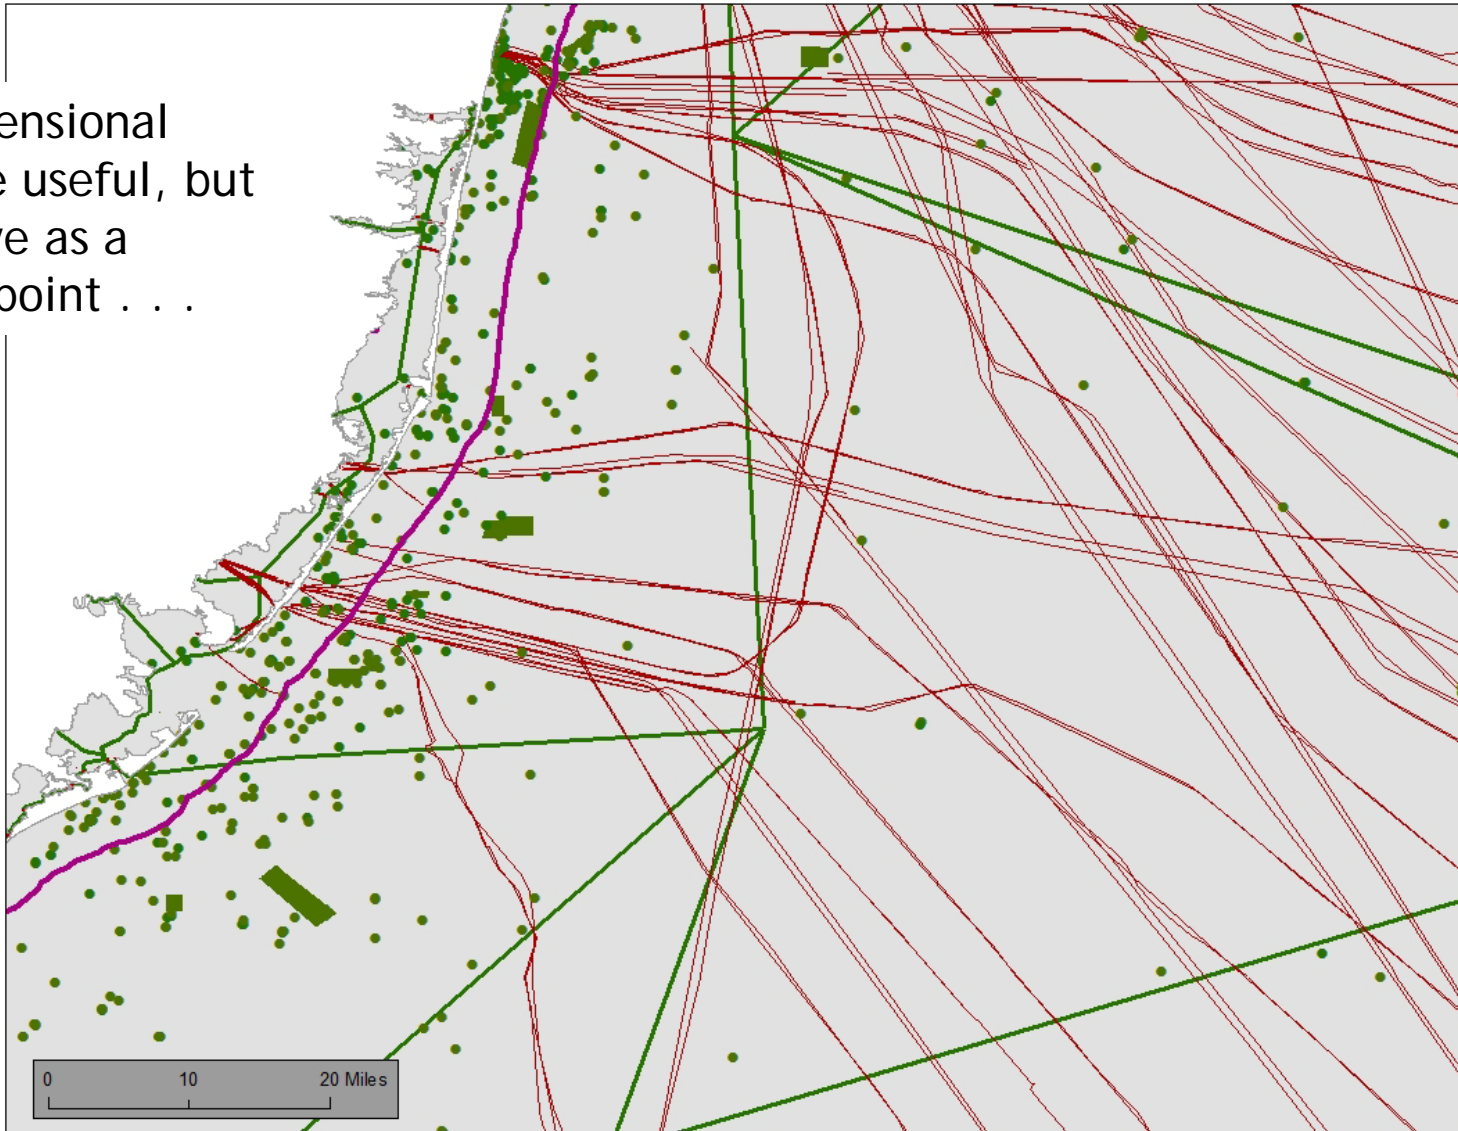 ensional
e useful, but
ve as a
point . . .
0 10 20 Miles